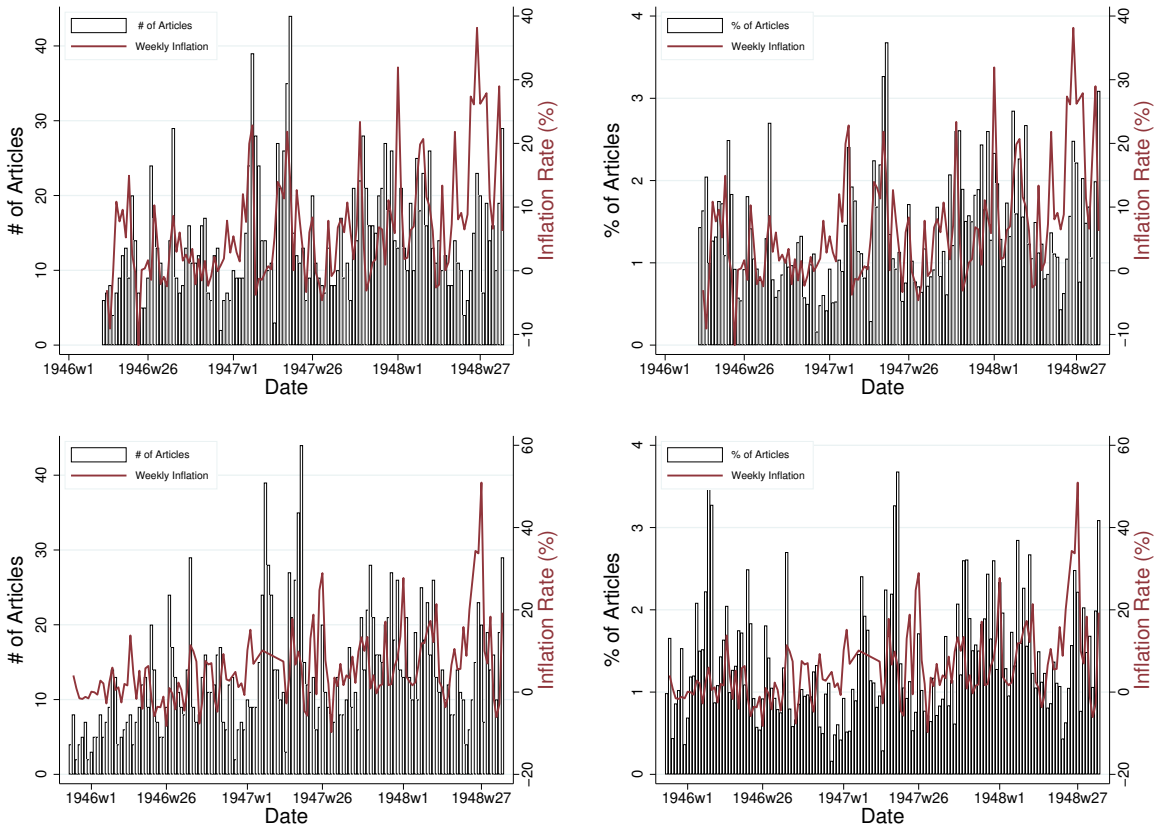 # of Articles
Weekly Inflation
# of Articles
0
10
20
30
40
Inflation Rate (%)
−10
0
10
20
30
40
1946w1
1946w26
1947w1
1947w26
1948w1
1948w27
Date
% of Articles
Weekly Inflation
% of Articles
0
1
2
3
4
Inflation Rate (%)
−10
0
10
20
30
40
1946w1
1946w26
1947w1
1947w26
1948w1
1948w27
Date
# of Articles
Weekly Inflation
# of Articles
0
10
20
30
40
Inflation Rate (%)
−20
0
20
40
60
1946w1
1946w26
1947w1
1947w26
1948w1
1948w27
Date
% of Articles
Weekly Inflation
% of Articles
0
1
2
3
4
Inflation Rate (%)
−20
0
20
40
60
1946w1
1946w26
1947w1
1947w26
1948w1
1948w27
Date